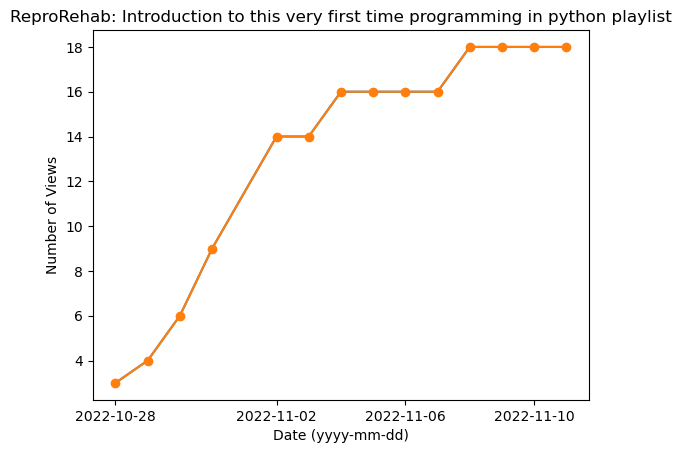 ReproRehab: Introduction to this very first time programming in python playlist
18
16
14
12
10
8
6
4
Number of Views
2022-10-28 2022-11-02 2022-11-06 2022-11-10
Date (yyyy-mm-dd)